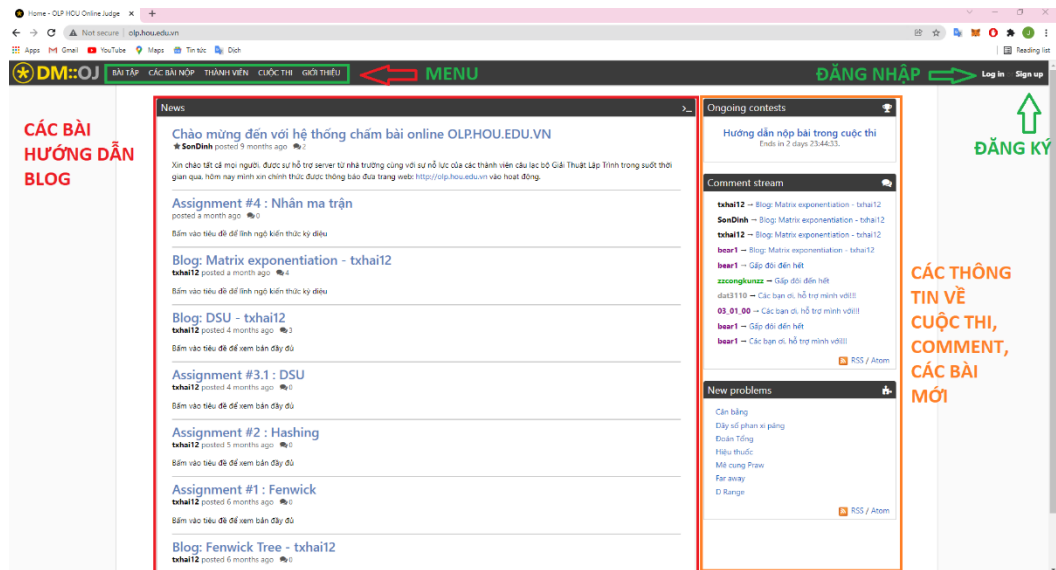 Home - OLP HOU Online Judge
Not secure | olp.hou.edu.vn
Apps Gmail YouTube Maps Tin tức Dịch Reading list
DM::OJ BÀI TẬP CÁC BÀI NỘP THÀNH VIÊN CUỘC THI GIỚI THIỆU MENU ĐĂNG NHẬP Log in Sign up
ĐĂNG KÝ
CÁC BÀI
HƯỚNG DẪN
BLOG
News
Chào mừng đến với hệ thống chấm bài online OLP.HOU.EDU.VN
SonDinh posted 9 months ago 2
Xin chào tất cả mọi người. được sự hỗ trợ server từ nhà trường cùng với sự nỗ lực của các thành viên câu lạc bộ Giải Thuật Lập Trình trong suốt thời
gian qua, hôm nay mình xin chính thức được thông báo đưa trang web: http://olp.hou.edu.vn vào hoạt động.
Assignment #4 : Nhân ma trận
posted a month ago 0
Bấm vào tiêu đề để lĩnh ngộ kiến thức kỳ diệu
Blog: Matrix exponentiation - txhai12
txhai12 posted a month ago 4
Bấm vào tiêu đề để lĩnh ngộ kiến thức kỳ diệu
Blog: DSU - txhai12
txhai12 posted 4 months ago 3
Bấm vào tiêu đề để xem bản đầy đủ
Assignment #3.1 : DSU
txhai12 posted 4 months ago 0
Bấm vào tiêu đề để xem bản đầy đủ
Assignment #2 : Hashing
txhai12 posted 5 months ago 0
Bấm vào tiêu đề để xem bản đầy đủ
Assignment #1 : Fenwick
txhai12 posted 6 months ago 0
Bấm vào tiêu đề để xem bản đầy đủ
Blog: Fenwick Tree - txhai12
txhai12 posted 6 months ago 0
Ongoing contests
Hướng dẫn nộp bài trong cuộc thi
Ends in 2 days 23:44:33.
Comment stream
txhai12 → Blog: Matrix exponentiation - txhai12
SonDinh → Blog: Matrix exponentiation - txhai12
txhai12 → Blog: Matrix exponentiation - txhai12
bear1 → Blog: Matrix exponentiation - txhai12
bear1 → Gấp đôi đến hết
zzcongkunzz → Gấp đôi đến hết
dat3110 → Các bạn ơi, hỗ trợ mình với!!!
03_01_00 → Các bạn ơi, hỗ trợ mình với!!!
bear1 → Gấp đôi đến hết
bear1 → Các bạn ơi, hỗ trợ mình với!!!
RSS / Atom
New problems
Cân bằng
Dãy số phan xi păng
Đoán Tổng
Hiệu thuốc
Mê cung Praw
Far away
D Range
RSS / Atom
CÁC THÔNG
TIN VỀ
CUỘC THI,
COMMENT,
CÁC BÀI
MỚI